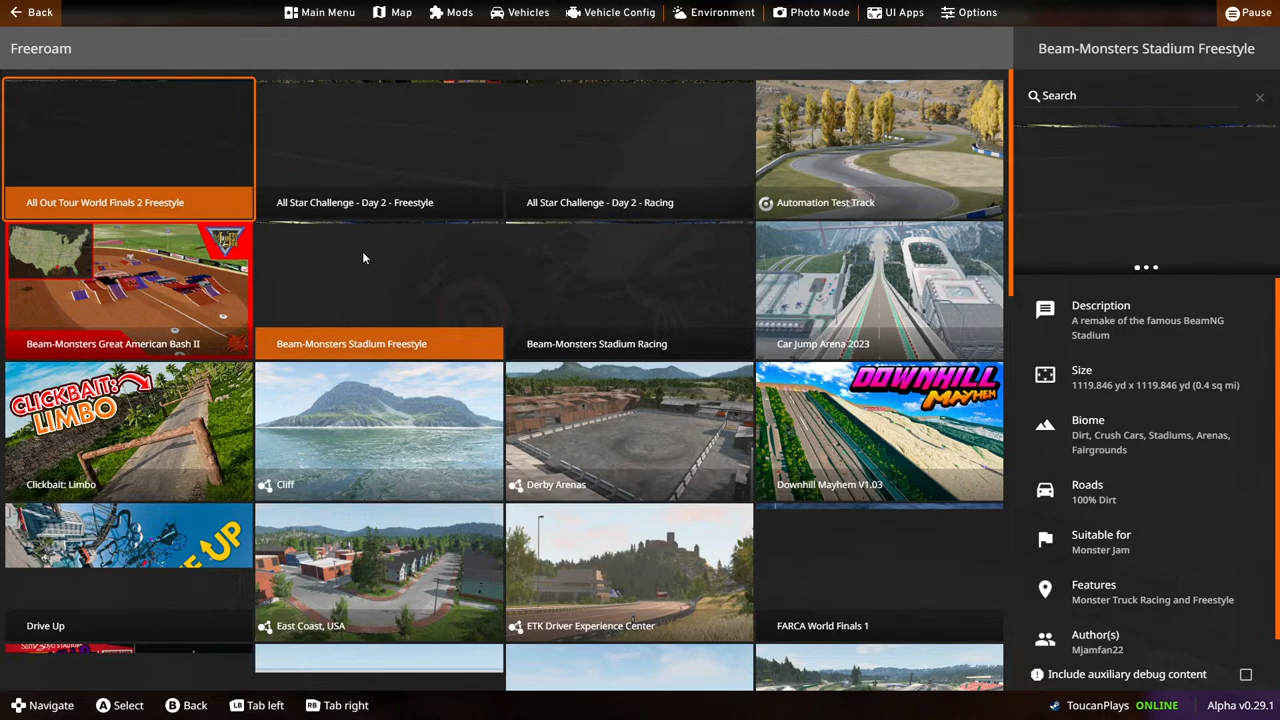 Back
Main Menu
Map
Mods
Vehicles
Vehicle Config
Environment
Photo Mode
UI Apps
Options
Pause
Freeroam
Beam-Monsters Stadium Freestyle
Search
All Out Tour World Finals 2 Freestyle
All Star Challenge - Day 2 - Freestyle
All Star Challenge - Day 2 - Racing
Automation Test Track
Beam-Monsters Great American Bash II
Beam-Monsters Stadium Freestyle
Beam-Monsters Stadium Racing
Car Jump Arena 2023
CLICKBAIT:
LIMBO
Clickbait: Limbo
Cliff
Derby Arenas
DOWNHILL
MAYHEM
Downhill Mayhem V1.03
Drive Up
East Coast, USA
ETK Driver Experience Center
FARCA World Finals 1
Description
A remake of the famous BeamNG
Stadium
Size
1119.846 yd x 1119.846 yd (0.4 sq mi)
Biome
Dirt, Crush Cars, Stadiums, Arenas,
Fairgrounds
Roads
100% Dirt
Suitable for
Monster Jam
Features
Monster Truck Racing and Freestyle
Author(s)
Mjamfan22
Include auxiliary debug content
Navigate
A Select
B Back
LB Tab left
RB Tab right
ToucanPlays ONLINE
Alpha v0.29.1